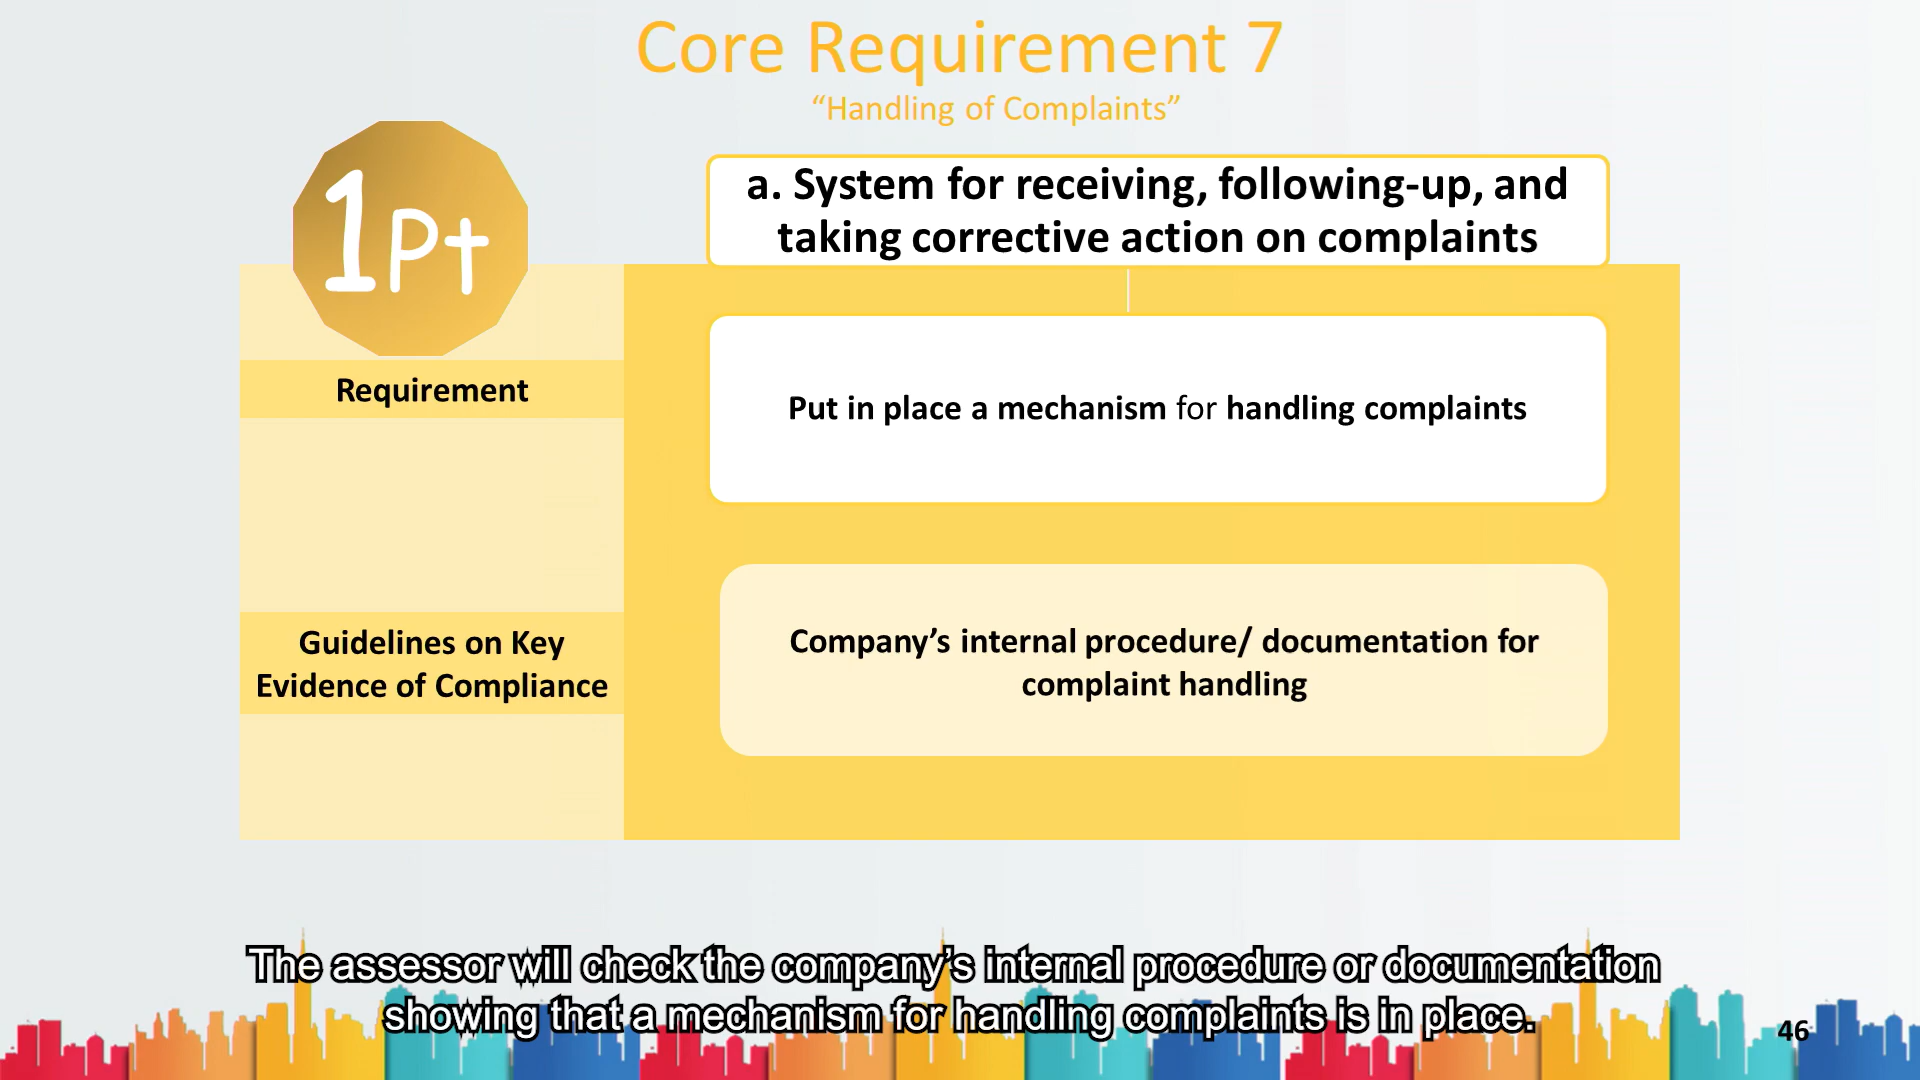 Core Requirement 7
“Handling of Complaints”
1Pt
a. System for receiving, following-up, and
taking corrective action on complaints
Requirement
Put in place a mechanism for handling complaints
Guidelines on Key
Evidence of Compliance
Company’s internal procedure/ documentation for
complaint handling
The assessor will check the company’s internal procedure or documentation
showing that a mechanism for handling complaints is in place.
46